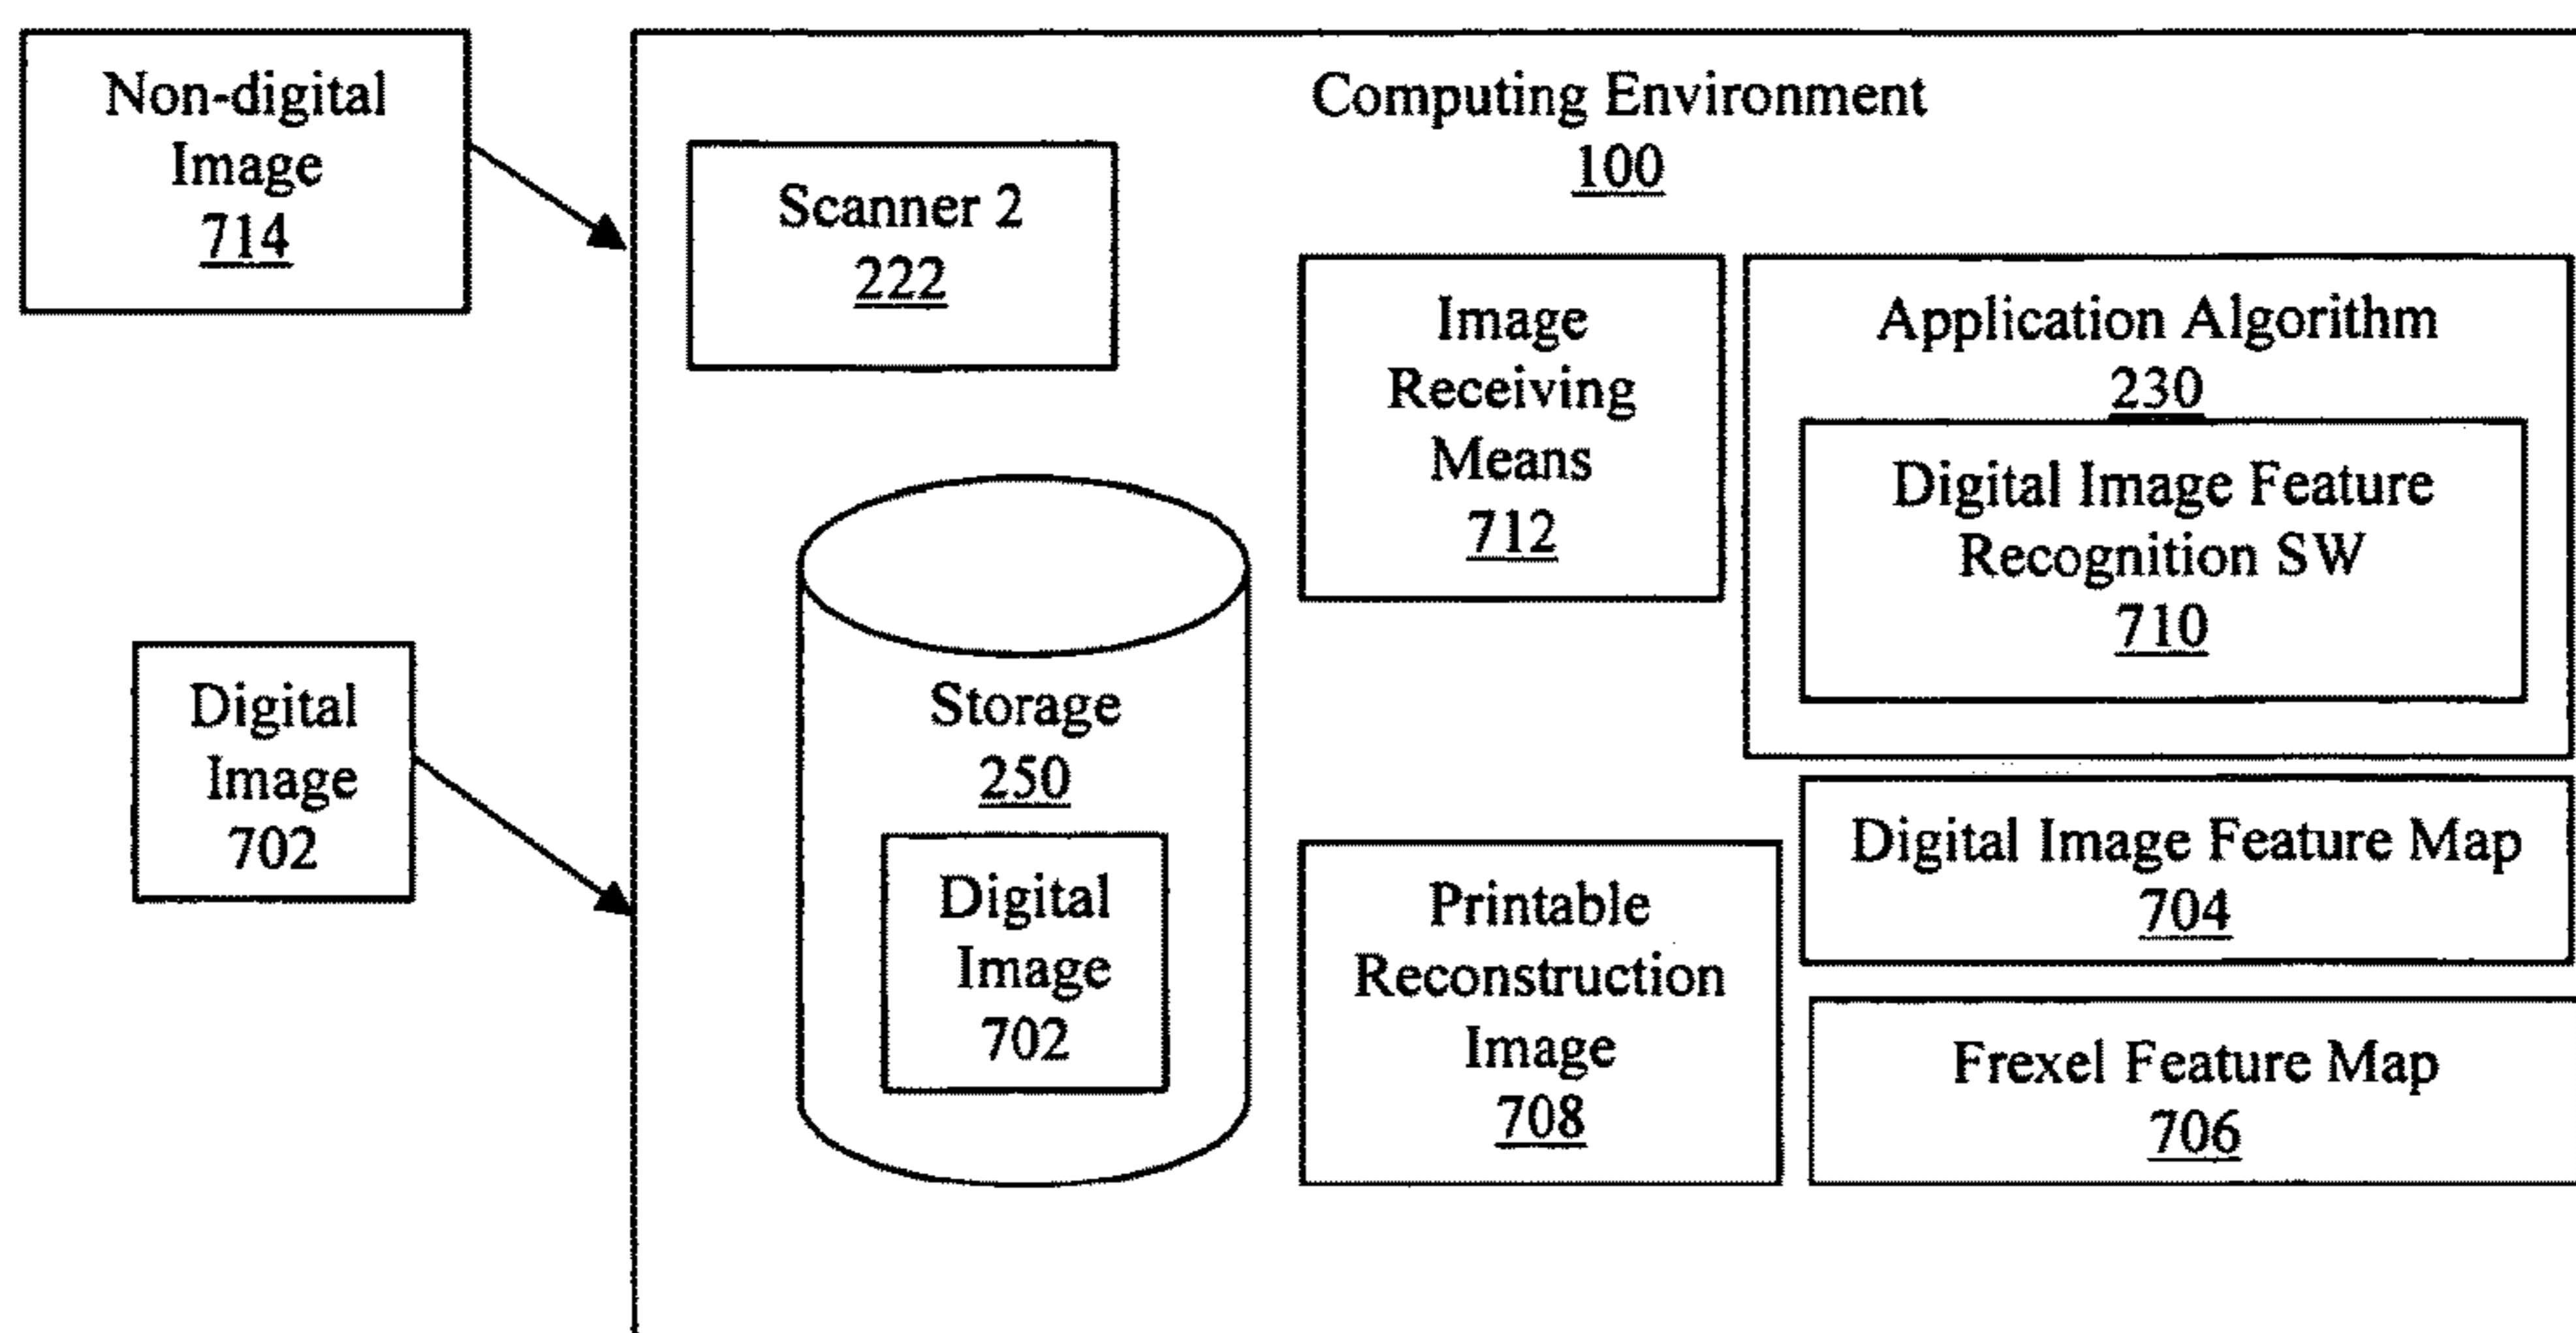 Non-digital
Image
714
Computing Environment
100
Scanner 2
222
Image
Receiving
Means
712
Application Algorithm
230
Digital Image Feature
Recognition SW
710
Digital
Image
702
Storage
250
Digital
Image
702
Printable
Reconstruction
Image
708
Digital Image Feature Map
704
Frexel Feature Map
706